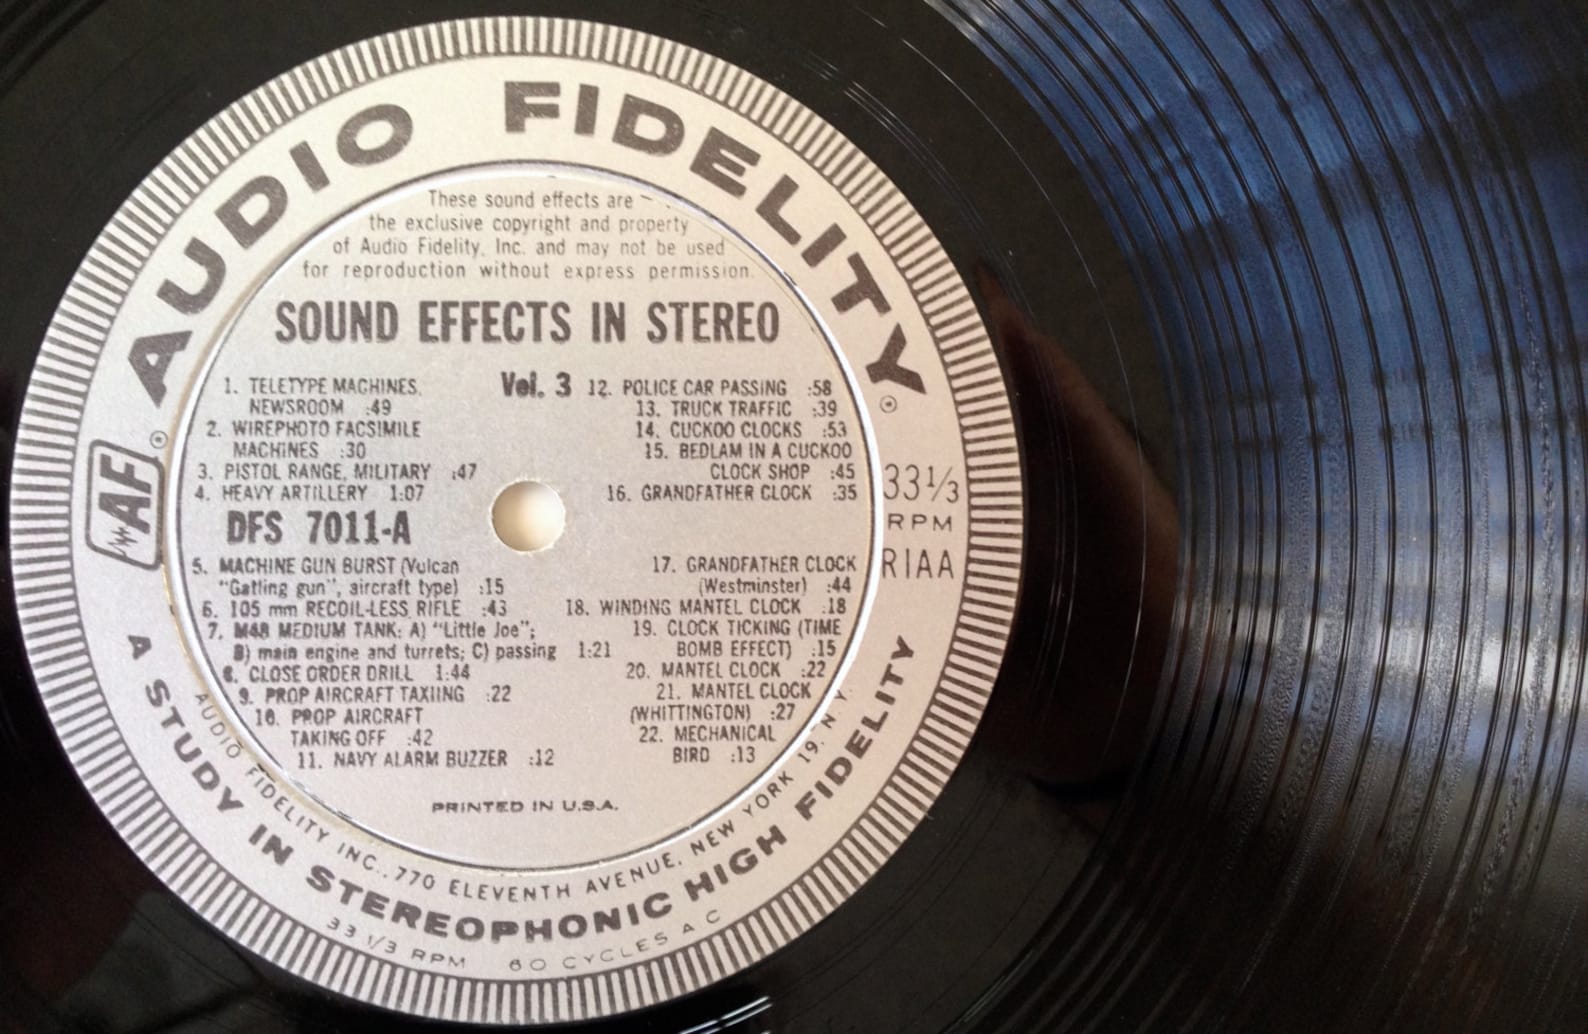 AUDIO FIDELITY ®
AF ®
These sound effects are
the exclusive copyright and property
of Audio Fidelity, Inc. and may not be used
for reproduction without express permission.
SOUND EFFECTS IN STEREO
Vol. 3
1. TELETYPE MACHINES,
NEWSROOM :49
2. WIREPHOTO FACSIMILE
MACHINES :30
3. PISTOL RANGE, MILITARY :47
4. HEAVY ARTILLERY 1:07
DFS 7011-A
5. MACHINE GUN BURST (Vulcan
"Gatling gun", aircraft type) :15
6. 105 mm RECOIL-LESS RIFLE :43
7. M48 MEDIUM TANK: A) "Little Joe";
B) main engine and turrets; C) passing 1:21
8. CLOSE ORDER DRILL 1:44
9. PROP AIRCRAFT TAXIING :22
10. PROP AIRCRAFT
TAKING OFF :42
11. NAVY ALARM BUZZER :12
12. POLICE CAR PASSING :58
13. TRUCK TRAFFIC :39
14. CUCKOO CLOCKS :53
15. BEDLAM IN A CUCKOO
CLOCK SHOP :45
16. GRANDFATHER CLOCK :35
17. GRANDFATHER CLOCK
(Westminster) :44
18. WINDING MANTEL CLOCK :18
19. CLOCK TICKING (TIME
BOMB EFFECT) :15
20. MANTEL CLOCK :22
21. MANTEL CLOCK
(WHITTINGTON) :27
22. MECHANICAL
BIRD :13
33 1/3
RPM
RIAA
PRINTED IN U.S.A.
AUDIO FIDELITY INC., 770 ELEVENTH AVENUE, NEW YORK 19, N.Y.
A STUDY IN STEREOPHONIC HIGH FIDELITY
33 1/3 RPM 60 CYCLES A C